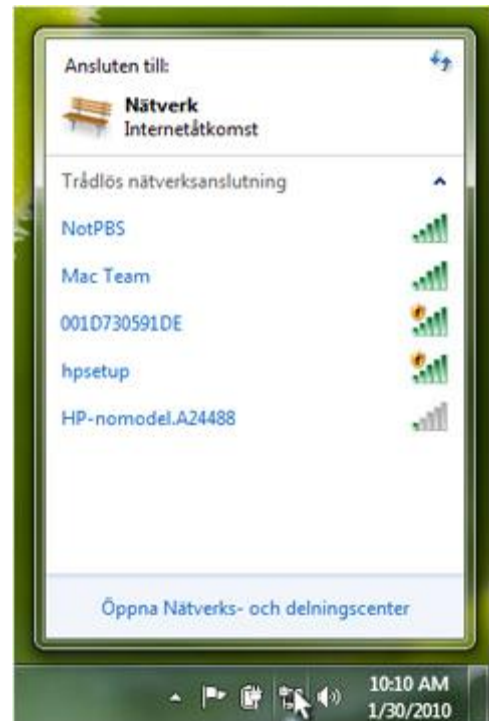 Ansluten till:
Nätverk
Internetåtkomst
Trådlös nätverksanslutning
NotPBS
Mac Team
001D730591DE
hpsetup
HP-nomodel.A24488
Öppna Nätverks- och delningscenter
10:10 AM
1/30/2010